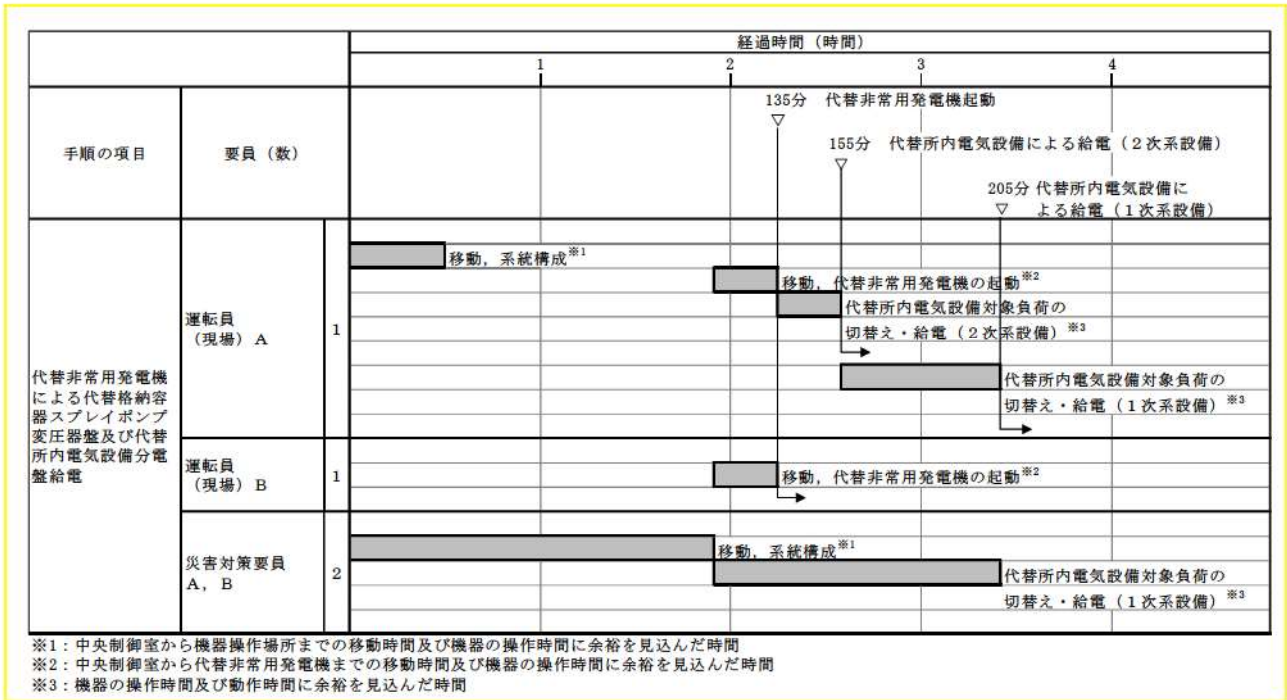 経過時間（時間）
1
2
3
4
手順の項目
要員（数）
135分　代替非常用発電機起動
▽
155分　代替所内電気設備による給電（２次系設備）
▽
205分 代替所内電気設備に
▽　よる給電（１次系設備）
代替非常用発電機
による代替格納容
器スプレイポンプ
変圧器盤及び代替
所内電気設備分電
盤給電
運転員
（現場）Ａ
1
移動，系統構成※1
移動，代替非常用発電機の起動※2
代替所内電気設備対象負荷の
切替え・給電（２次系設備）※3
代替所内電気設備対象負荷の
切替え・給電（１次系設備）※3
運転員
（現場）Ｂ
1
移動，代替非常用発電機の起動※2
災害対策要員
Ａ，Ｂ
2
移動，系統構成※1
代替所内電気設備対象負荷の
切替え・給電（１次系設備）※3
※1：中央制御室から機器操作場所までの移動時間及び機器の操作時間に余裕を見込んだ時間
※2：中央制御室から代替非常用発電機までの移動時間及び機器の操作時間に余裕を見込んだ時間
※3：機器の操作時間及び動作時間に余裕を見込んだ時間